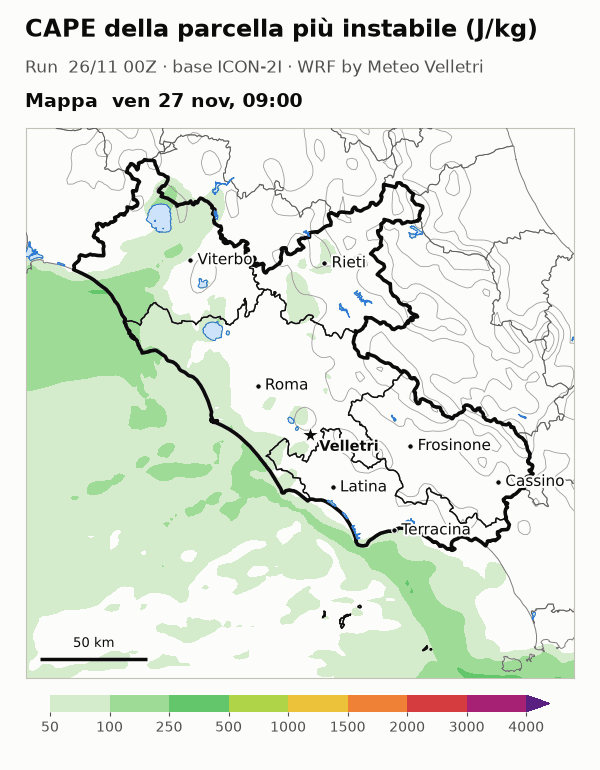 CAPE della parcella più instabile (J/kg)
Run 26/11 00Z · base ICON-2I · WRF by Meteo Velletri
Mappa ven 27 nov, 09:00
Viterbo
Rieti
Roma
Velletri
Frosinone
Latina
Cassino
Terracina
50 km
50 100 250 500 1000 1500 2000 3000 4000